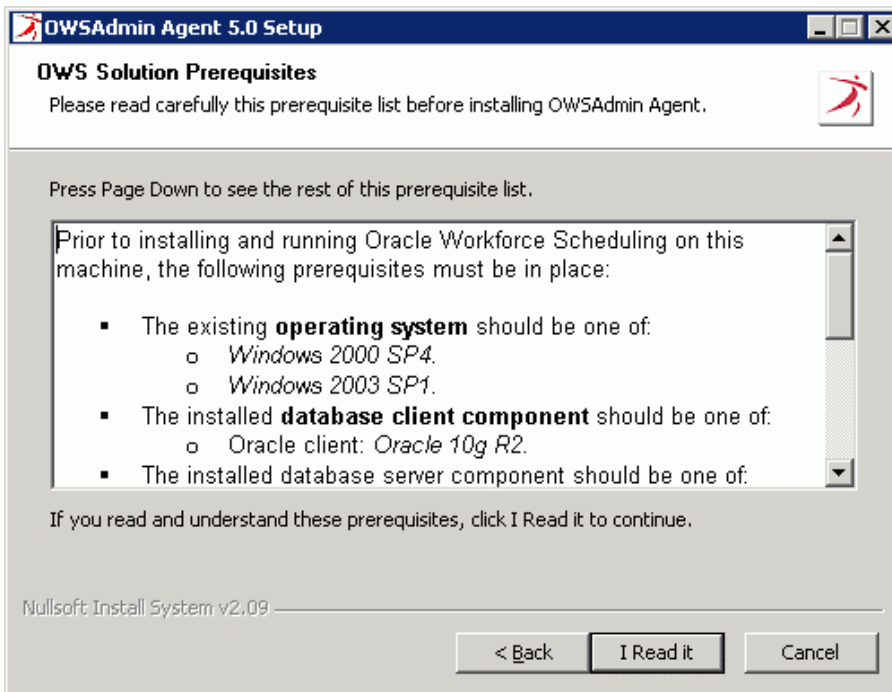 OWSAdmin Agent 5.0 Setup
OWS Solution Prerequisites
Please read carefully this prerequisite list before installing OWSAdmin Agent.
Press Page Down to see the rest of this prerequisite list.
Prior to installing and running Oracle Workforce Scheduling on this
machine, the following prerequisites must be in place:
▪ The existing operating system should be one of:
o Windows 2000 SP4.
o Windows 2003 SP1.
▪ The installed database client component should be one of:
o Oracle client: Oracle 10g R2.
▪ The installed database server component should be one of:
If you read and understand these prerequisites, click I Read it to continue.
Nullsoft Install System v2.09
< Back I Read it Cancel